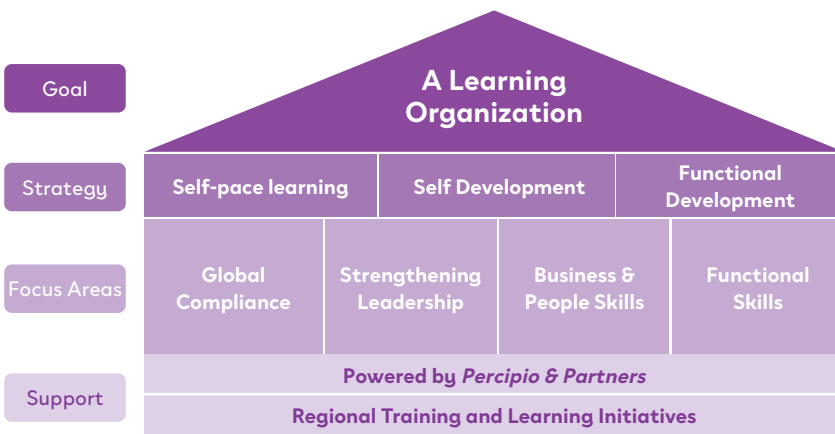 Goal
A Learning
Organization
Strategy
Self-pace learning
Self Development
Functional
Development
Focus Areas
Global
Compliance
Strengthening
Leadership
Business &
People Skills
Functional
Skills
Support
Powered by Percipio & Partners
Regional Training and Learning Initiatives